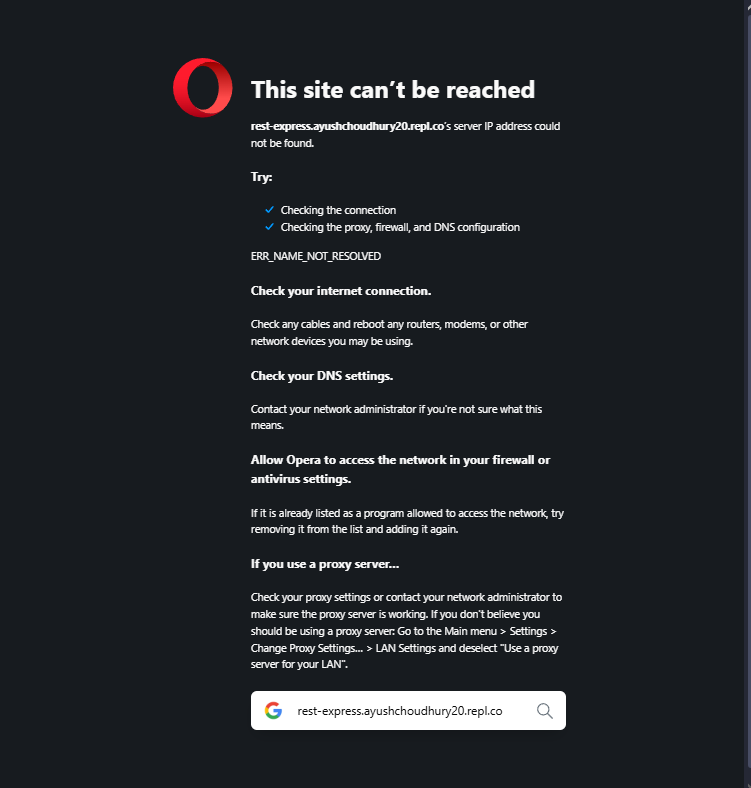 This site can’t be reached
rest-express.ayushchoudhury20.repl.co's server IP address could
not be found.
Try:
Checking the connection
Checking the proxy, firewall, and DNS configuration
ERR_NAME_NOT_RESOLVED
Check your internet connection.
Check any cables and reboot any routers, modems, or other
network devices you may be using.
Check your DNS settings.
Contact your network administrator if you're not sure what this
means.
Allow Opera to access the network in your firewall or
antivirus settings.
If it is already listed as a program allowed to access the network, try
removing it from the list and adding it again.
If you use a proxy server...
Check your proxy settings or contact your network administrator to
make sure the proxy server is working. If you don't believe you
should be using a proxy server: Go to the Main menu > Settings >
Change Proxy Settings... > LAN Settings and deselect "Use a proxy
server for your LAN".
rest-express.ayushchoudhury20.repl.co